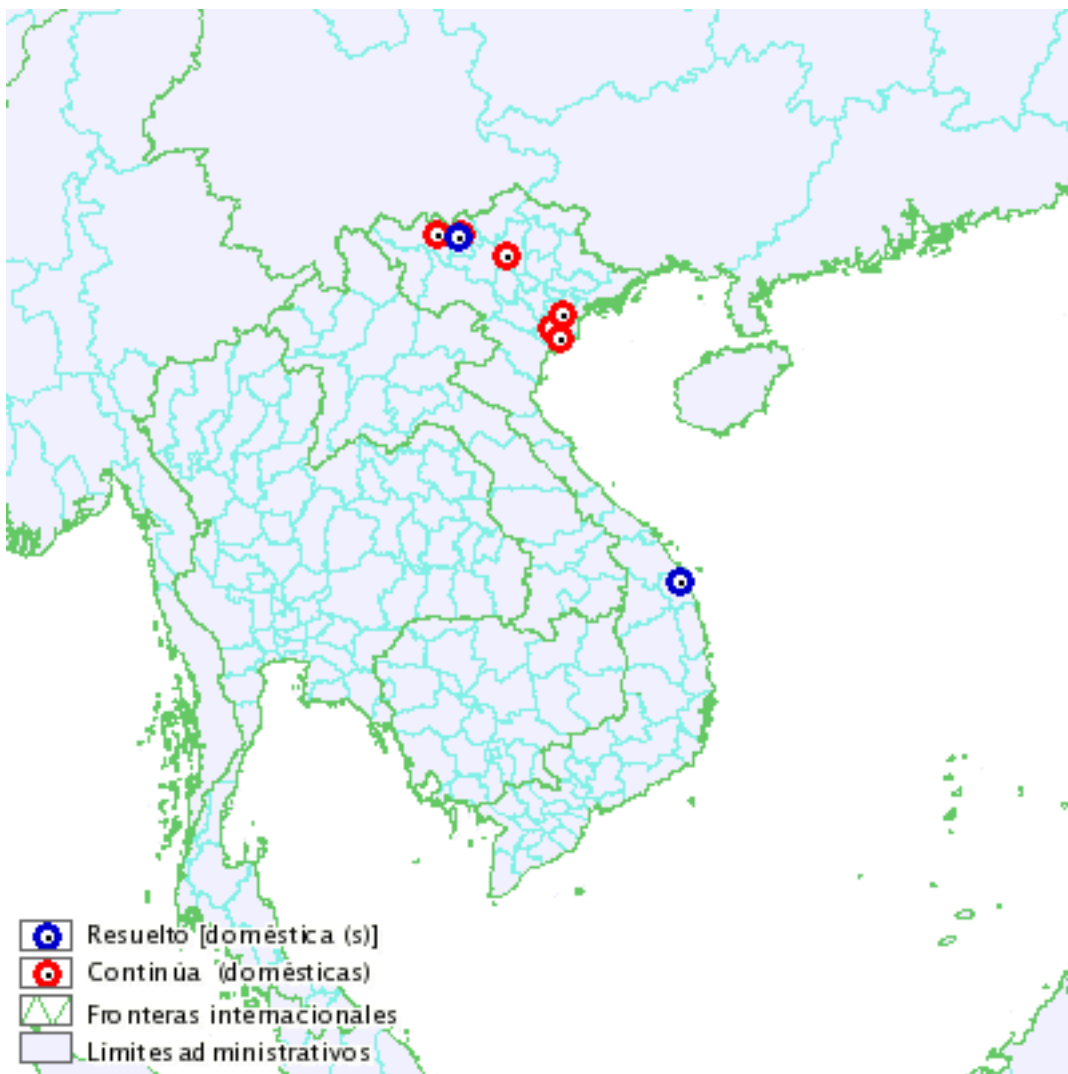 Resuelto [doméstica (s)]
Continúa (domésticas)
Fronteras internacionales
Límites administrativos